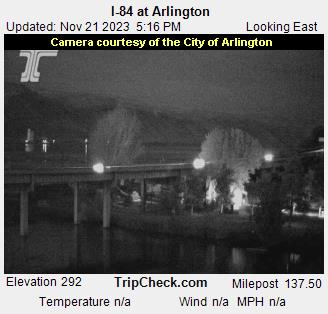 I-84 at Arlington
Updated: Nov 21 2023 5:16 PM Looking East
Camera courtesy of the City of Arlington
Elevation 292 TripCheck.com Milepost 137.50
Temperature n/a Wind n/a MPH n/a